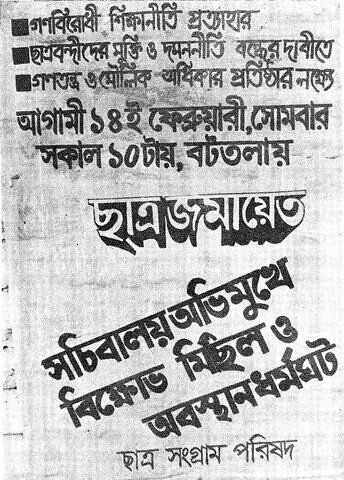 গণবিরোধী শিক্ষানীতি প্রত্যাহার
ছাত্রবন্দীদের মুক্তি ও দমননীতি বন্ধের দাবীতে
গণতন্ত্র ও মৌলিক অধিকার প্রতিষ্ঠার লক্ষ্যে
আগামী ১৪ই ফেব্রুয়ারী, সোমবার
সকাল ১০টায়, বটতলায়
ছাত্রজমায়েত
সচিবালয় অভিমুখে
বিক্ষোভ মিছিল ও
অবস্থান ধর্মঘট
ছাত্র সংগ্রাম পরিষদ